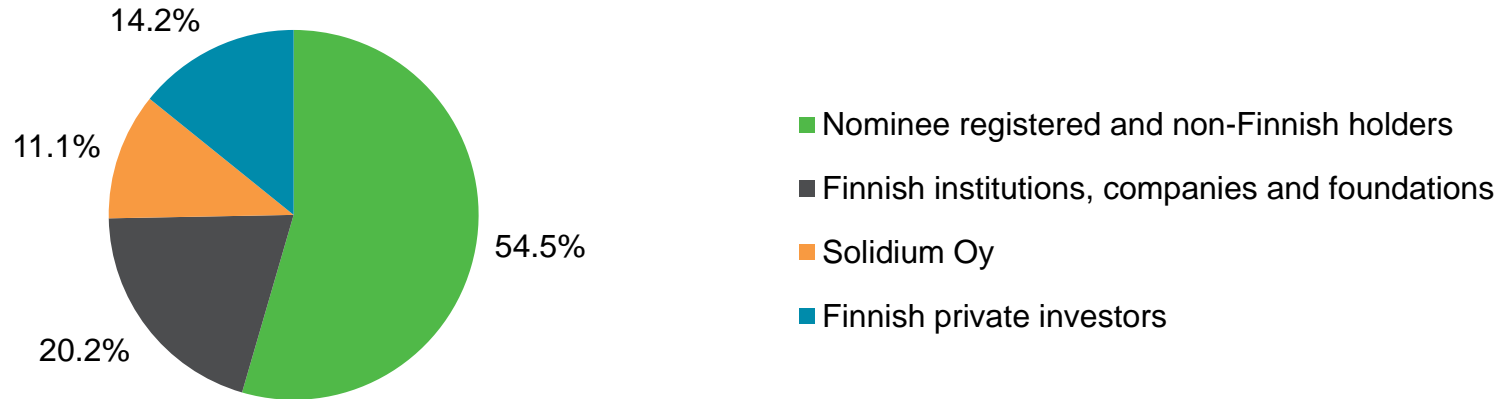 14.2%
11.1%
54.5%
20.2%
Nominee registered and non-Finnish holders
Finnish institutions, companies and foundations
Solidium Oy
Finnish private investors